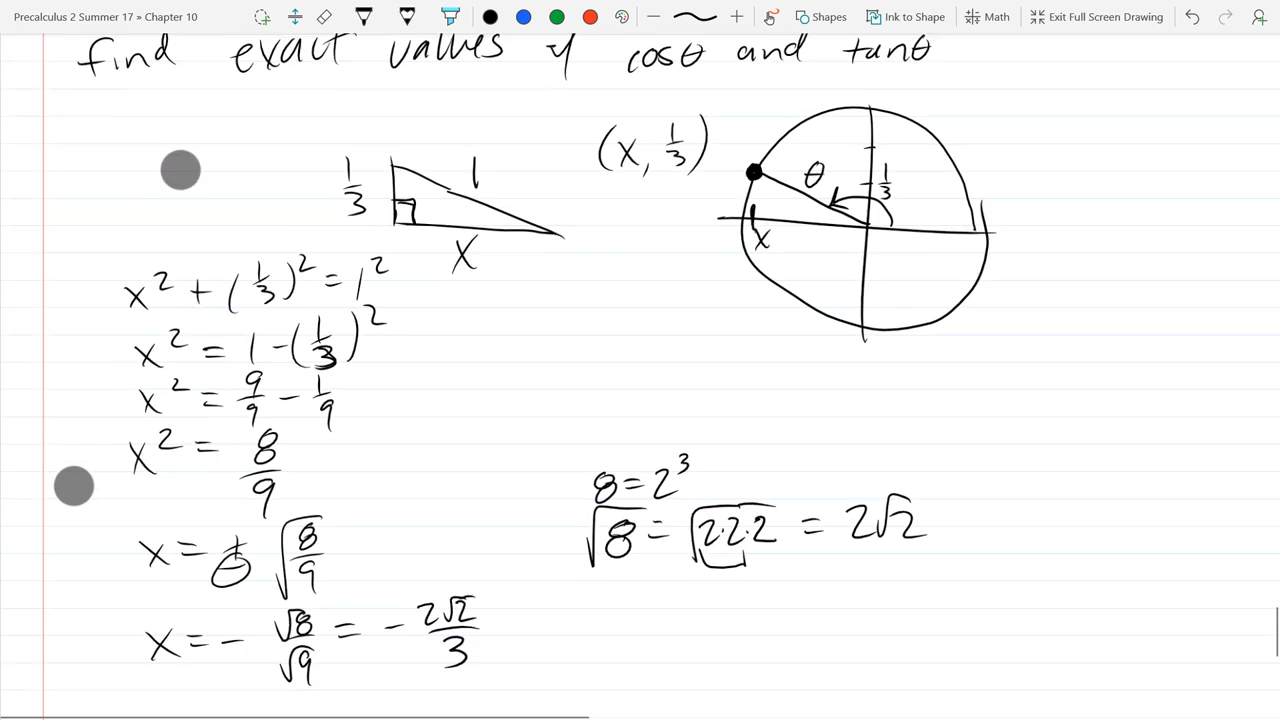 Precalculus 2 Summer 17 » Chapter 10
Shapes
Ink to Shape
Math
Exit Full Screen Drawing
find exact values of cosθ and tanθ
1/3
1
x
(x, 1/3)
θ
1/3
x
1
x² + (1/3)² = 1²
x² = 1 - (1/3)²
x² = 9/9 - 1/9
x² = 8/9
x = ± √(8/9)
x = - √8/√9 = - 2√2/3
8 = 2³
√8 = √(2·2·2) = 2√2